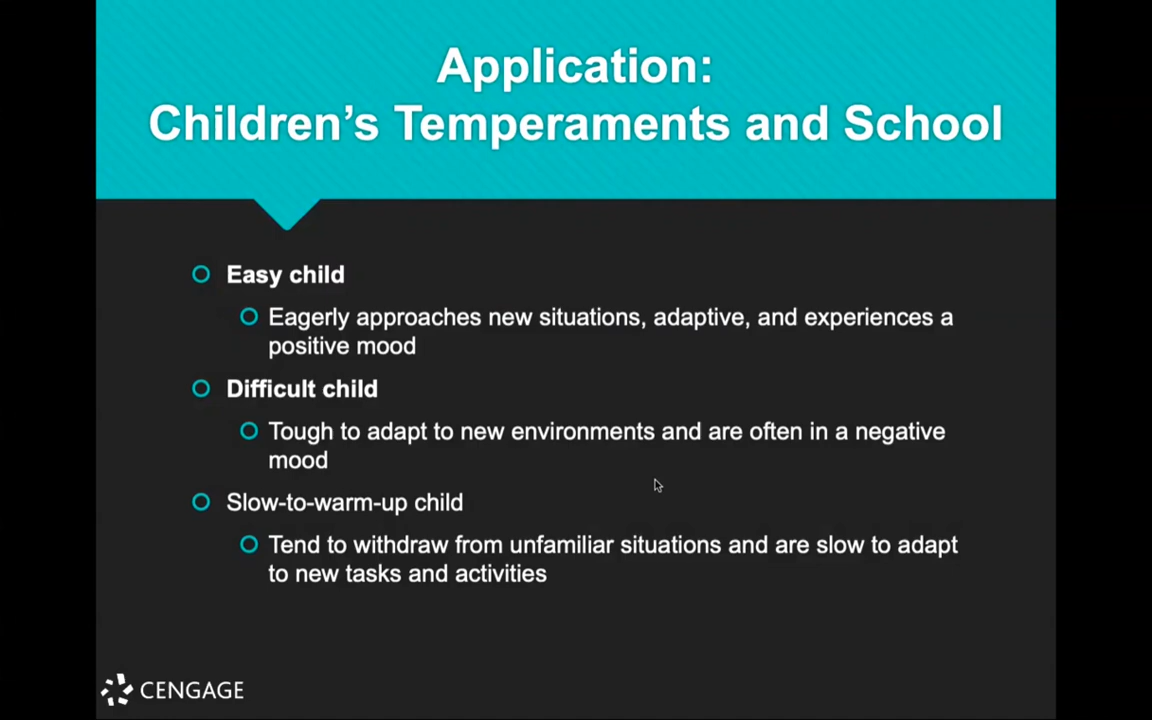 Application:
Children's Temperaments and School
Easy child
Eagerly approaches new situations, adaptive, and experiences a
positive mood
Difficult child
Tough to adapt to new environments and are often in a negative
mood
Slow-to-warm-up child
Tend to withdraw from unfamiliar situations and are slow to adapt
to new tasks and activities
CENGAGE